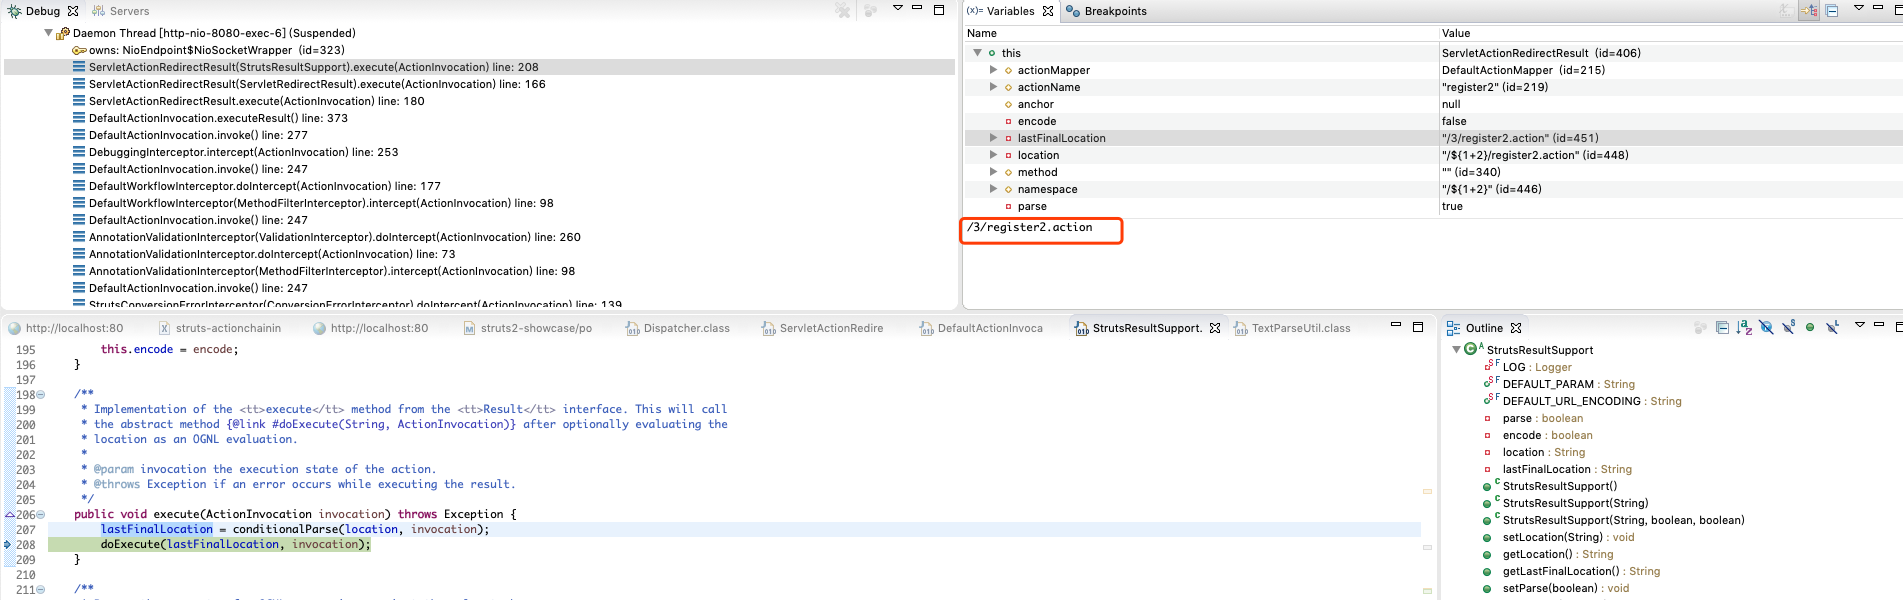 Debug Servers
Daemon Thread [http-nio-8080-exec-6] (Suspended)
owns: NioEndpoint$NioSocketWrapper (id=323)
ServletActionRedirectResult(StrutsResultSupport).execute(ActionInvocation) line: 208
ServletActionRedirectResult(ServletRedirectResult).execute(ActionInvocation) line: 166
ServletActionRedirectResult.execute(ActionInvocation) line: 180
DefaultActionInvocation.executeResult() line: 373
DefaultActionInvocation.invoke() line: 277
DebuggingInterceptor.intercept(ActionInvocation) line: 253
DefaultActionInvocation.invoke() line: 247
DefaultWorkflowInterceptor.doIntercept(ActionInvocation) line: 177
DefaultWorkflowInterceptor(MethodFilterInterceptor).intercept(ActionInvocation) line: 98
DefaultActionInvocation.invoke() line: 247
AnnotationValidationInterceptor(ValidationInterceptor).doIntercept(ActionInvocation) line: 260
AnnotationValidationInterceptor.doIntercept(ActionInvocation) line: 73
AnnotationValidationInterceptor(MethodFilterInterceptor).intercept(ActionInvocation) line: 98
DefaultActionInvocation.invoke() line: 247
StrutsConversionErrorInterceptor(ConversionErrorInterceptor).doIntercept(ActionInvocation) line: 139
(x)= Variables Breakpoints
Name Value
this ServletActionRedirectResult (id=406)
actionMapper DefaultActionMapper (id=215)
actionName "register2" (id=219)
anchor null
encode false
lastFinalLocation "/3/register2.action" (id=451)
location "/${1+2}/register2.action" (id=448)
method "" (id=340)
namespace "/${1+2}" (id=446)
parse true
/3/register2.action
http://localhost:80 struts-actionchainin http://localhost:80 struts2-showcase/po Dispatcher.class ServletActionRedire DefaultActionInvoca StrutsResultSupport. TextParseUtil.class
195 this.encode = encode;
196 }
197
198 /**
199 * Implementation of the <tt>execute</tt> method from the <tt>Result</tt> interface. This will call
200 * the abstract method {@link #doExecute(String, ActionInvocation)} after optionally evaluating the
201 * location as an OGNL evaluation.
202 *
203 * @param invocation the execution state of the action.
204 * @throws Exception if an error occurs while executing the result.
205 */
206 public void execute(ActionInvocation invocation) throws Exception {
207 lastFinalLocation = conditionalParse(location, invocation);
208 doExecute(lastFinalLocation, invocation);
209 }
210
211 /**
Outline
StrutsResultSupport
LOG : Logger
DEFAULT_PARAM : String
DEFAULT_URL_ENCODING : String
parse : boolean
encode : boolean
location : String
lastFinalLocation : String
StrutsResultSupport()
StrutsResultSupport(String)
StrutsResultSupport(String, boolean, boolean)
setLocation(String) : void
getLocation() : String
getLastFinalLocation() : String
setParse(boolean) : void